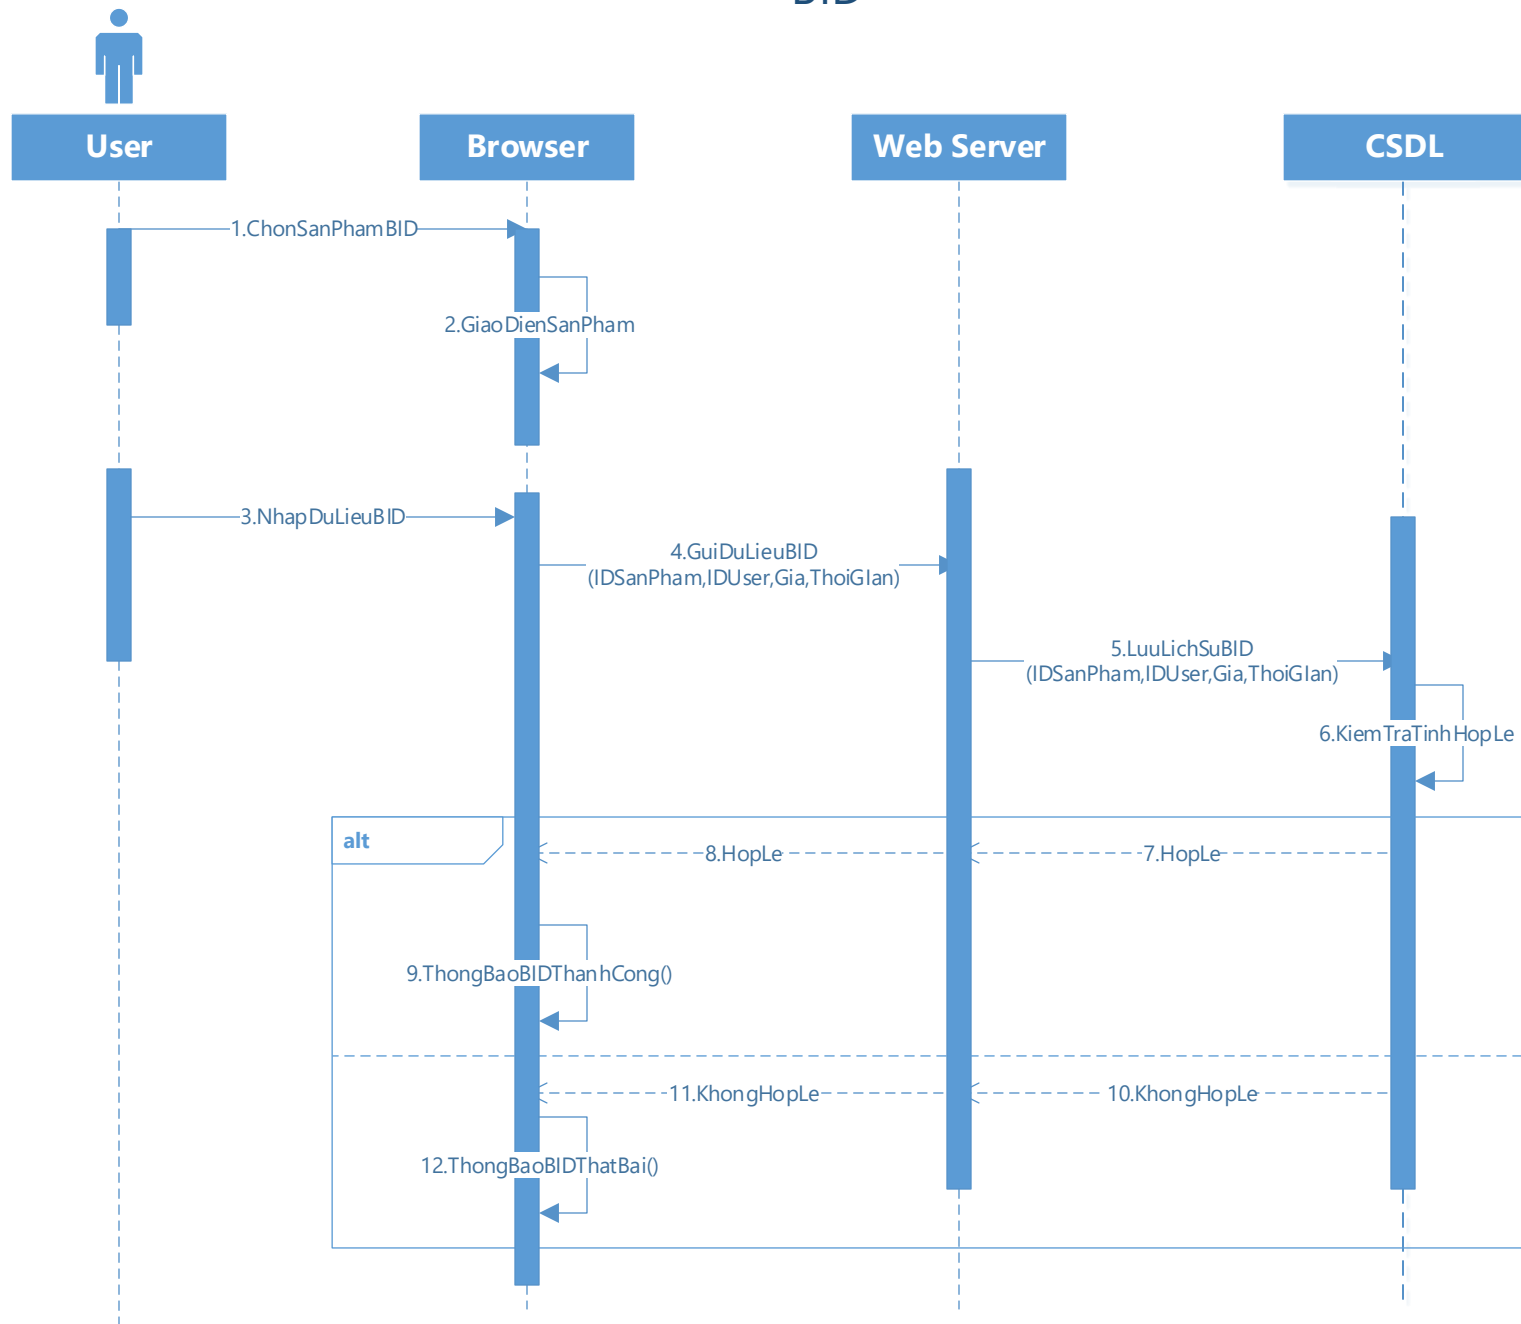 BID
User
Browser
Web Server
CSDL
1.ChonSanPhamBID
2.GiaoDienSanPham
3.NhapDuLieuBID
4.GuiDuLieuBID
(IDSanPham,IDUser,Gia,ThoiGIan)
5.LuuLichSuBID
(IDSanPham,IDUser,Gia,ThoiGIan)
6.KiemTraTinhHopLe
alt
8.HopLe
7.HopLe
9.ThongBaoBIDThanhCong()
11.KhongHopLe
10.KhongHopLe
12.ThongBaoBIDThatBai()